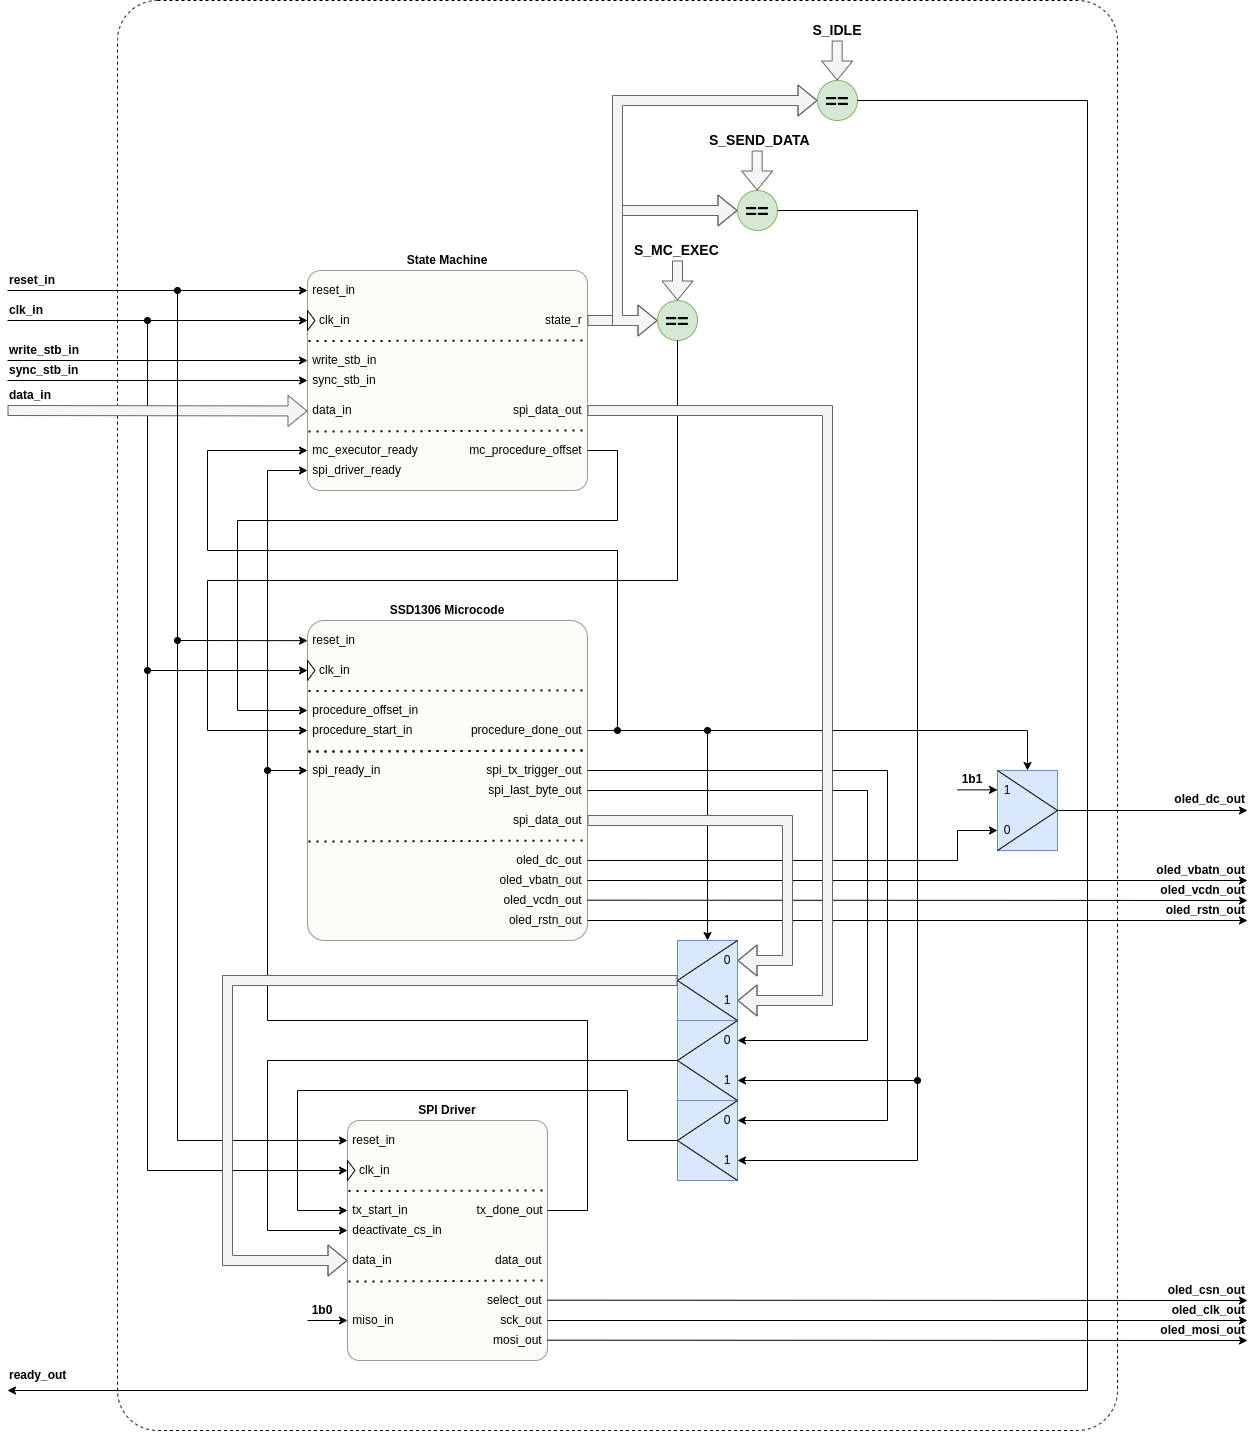 S_IDLE
==
S_SEND_DATA
==
S_MC_EXEC
==
State Machine
reset_in
clk_in
write_stb_in
sync_stb_in
data_in
reset_in
clk_in
state_r
write_stb_in
sync_stb_in
data_in
spi_data_out
mc_executor_ready
mc_procedure_offset
spi_driver_ready
SSD1306 Microcode
reset_in
clk_in
procedure_offset_in
procedure_start_in
procedure_done_out
spi_ready_in
spi_tx_trigger_out
spi_last_byte_out
spi_data_out
oled_dc_out
oled_vbatn_out
oled_vcdn_out
oled_rstn_out
1b1
1
0
oled_dc_out
oled_vbatn_out
oled_vcdn_out
oled_rstn_out
0
1
0
1
0
1
SPI Driver
reset_in
clk_in
tx_start_in
tx_done_out
deactivate_cs_in
data_in
data_out
select_out
1b0
miso_in
sck_out
mosi_out
oled_csn_out
oled_clk_out
oled_mosi_out
ready_out